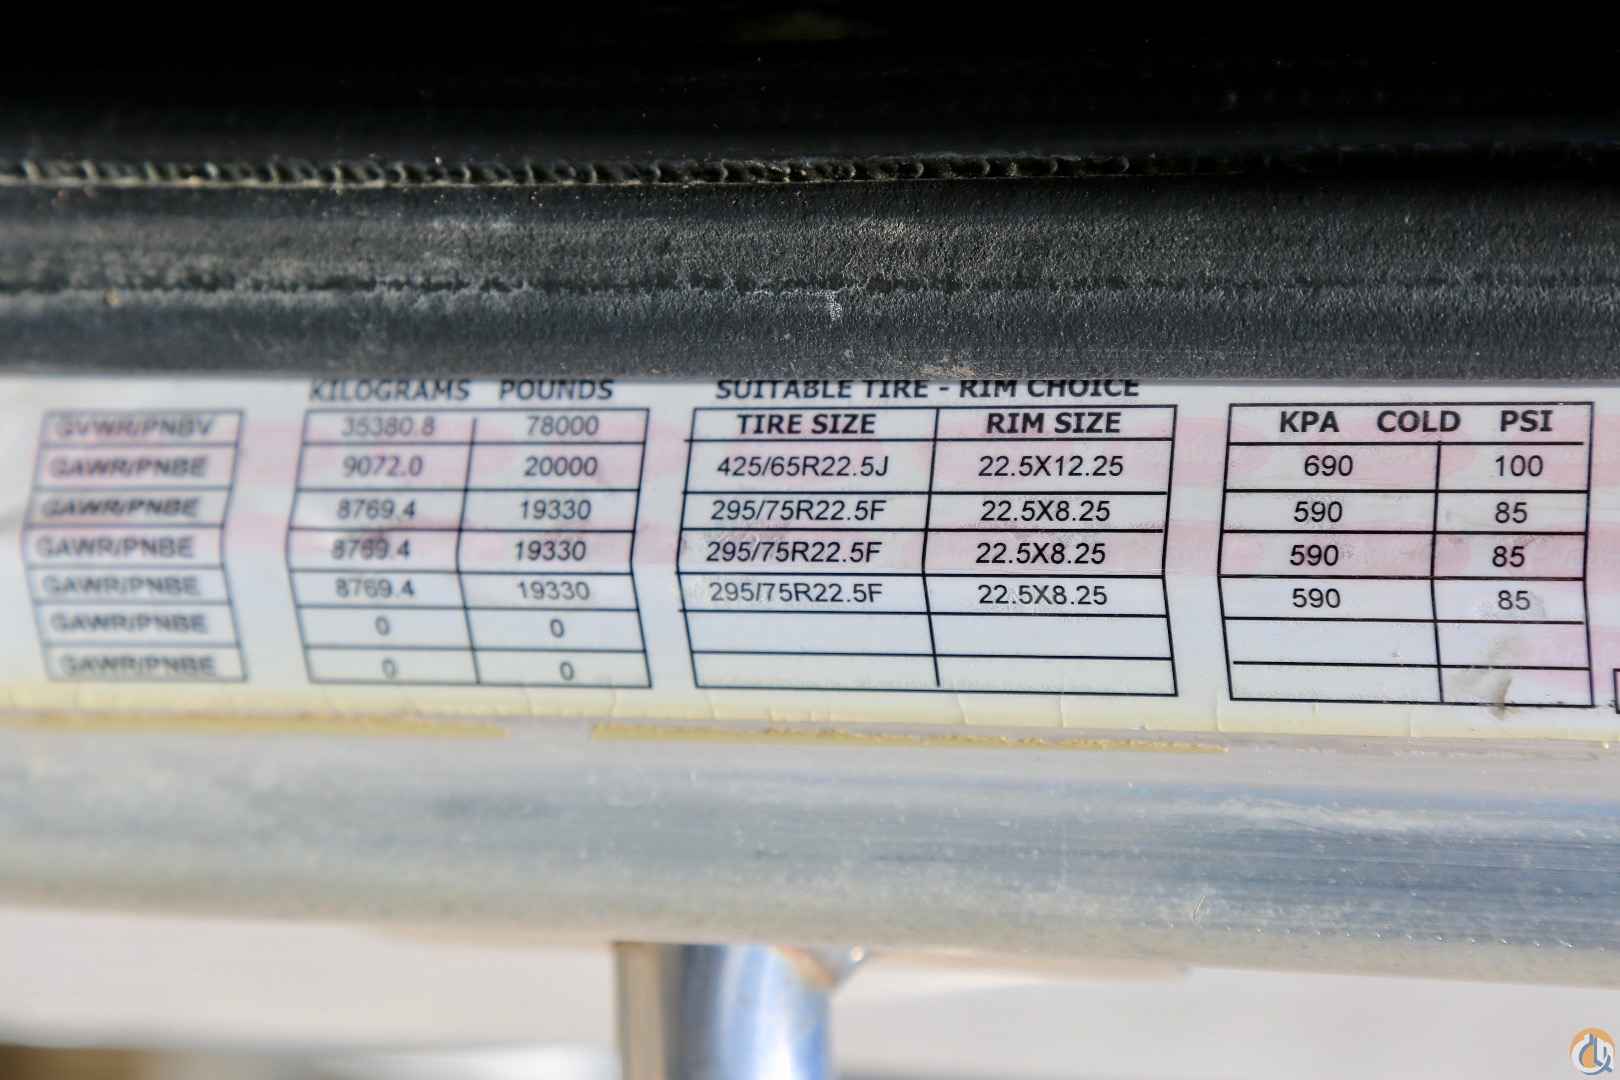 KILOGRAMS POUNDS SUITABLE TIRE - RIM CHOICE
GVWR/PNBV 35380.8 78000 TIRE SIZE RIM SIZE KPA COLD PSI
GAWR/PNBE 9072.0 20000 425/65R22.5J 22.5X12.25 690 100
GAWR/PNBE 8769.4 19330 295/75R22.5F 22.5X8.25 590 85
GAWR/PNBE 8769.4 19330 295/75R22.5F 22.5X8.25 590 85
GAWR/PNBE 8769.4 19330 295/75R22.5F 22.5X8.25 590 85
GAWR/PNBE 0 0
GAWR/PNBE 0 0